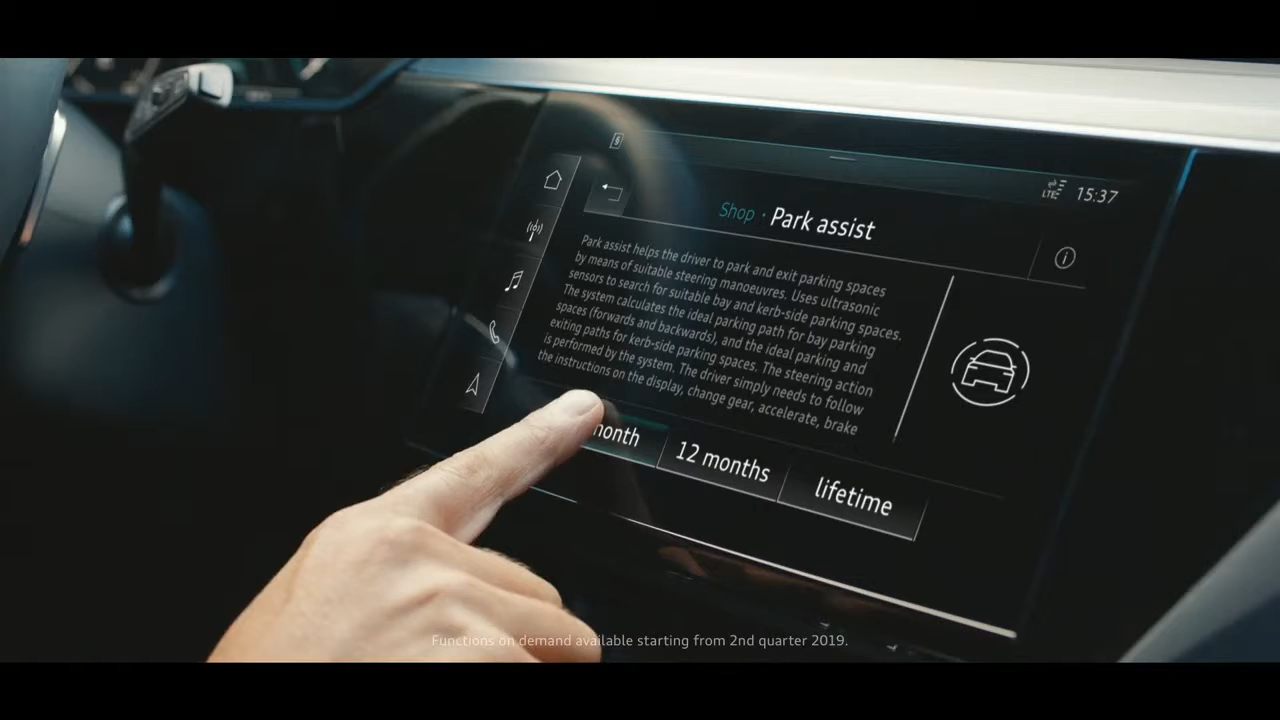 LTE 15:37
Shop · Park assist
Park assist helps the driver to park and exit parking spaces
by means of suitable steering manoeuvres. Uses ultrasonic
sensors to search for suitable bay and kerb-side parking spaces.
The system calculates the ideal parking path for bay parking
spaces (forwards and backwards), and the ideal parking and
exiting paths for kerb-side parking spaces. The steering action
is performed by the system. The driver simply needs to follow
the instructions on the display, change gear, accelerate, brake
month 12 months lifetime
Functions on demand available starting from 2nd quarter 2019.